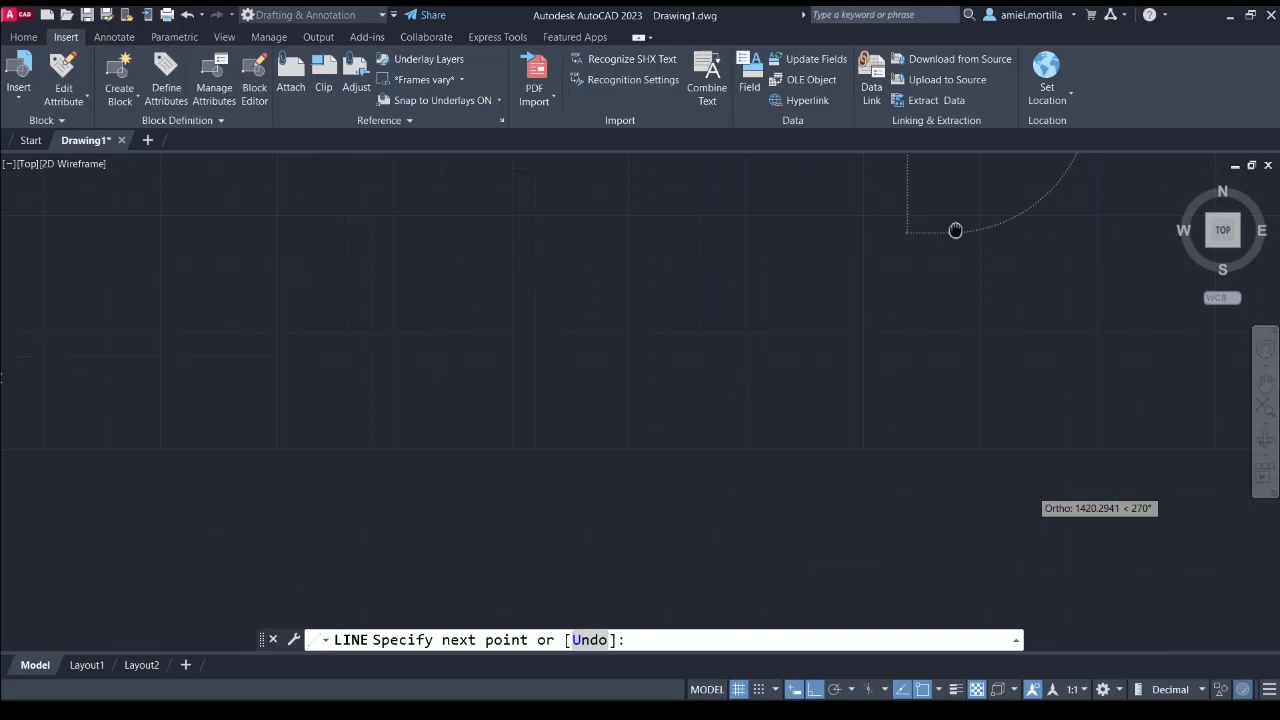 CAD Drafting & Annotation Share Autodesk AutoCAD 2023 Drawing1.dwg Type a keyword or phrase amiel.mortilla
Home Insert Annotate Parametric View Manage Output Add-ins Collaborate Express Tools Featured Apps
Insert Edit Attribute Create Block Define Attributes Manage Attributes Block Editor Attach Clip Adjust Underlay Layers *Frames vary* Snap to Underlays ON PDF Import Recognize SHX Text Recognition Settings Combine Text Field Update Fields OLE Object Hyperlink Data Link Download from Source Upload to Source Extract Data Set Location
Block Block Definition Reference Import Data Linking & Extraction Location
Start Drawing1*
[−][Top][2D Wireframe]
N
W TOP E
S
WCB
Ortho: 1420.2941 < 270°
LINE Specify next point or [Undo]:
Model Layout1 Layout2
MODEL 1:1 Decimal